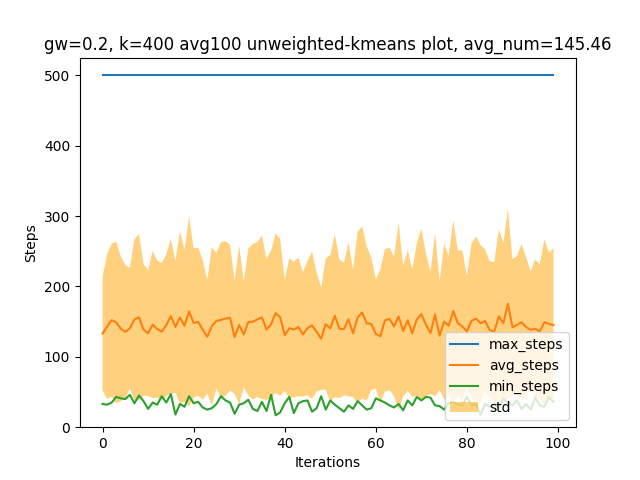 gw=0.2, k=400 avg100 unweighted-kmeans plot, avg_num=145.46
500
400
300
200
100
0
Steps
0 20 40 60 80 100
Iterations
max_steps
avg_steps
min_steps
std